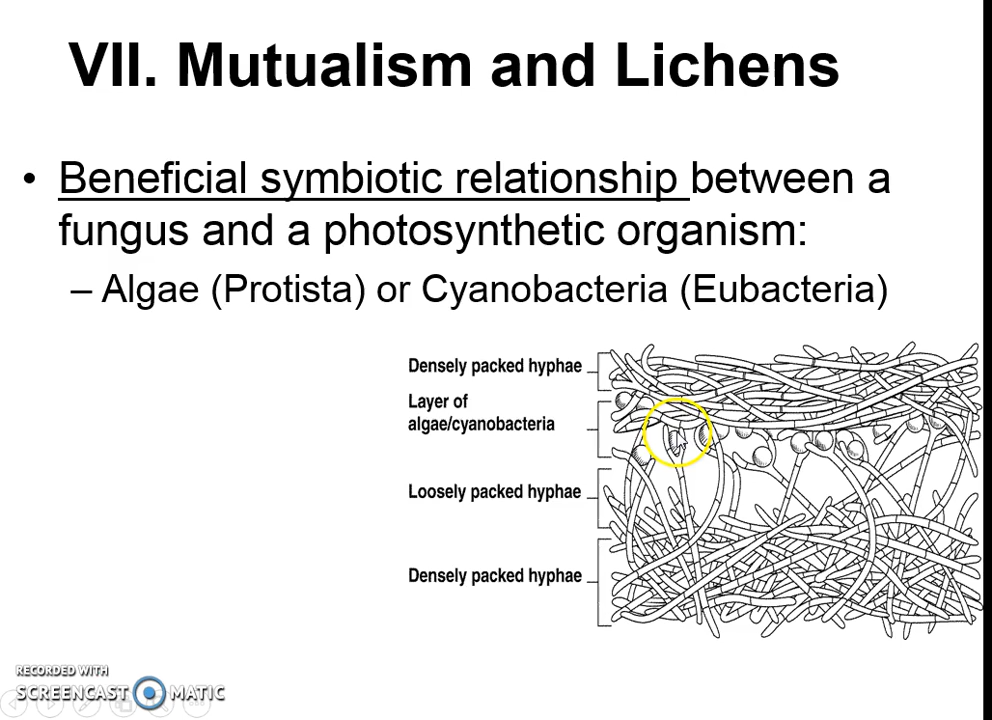 VII. Mutualism and Lichens
• Beneficial symbiotic relationship between a
fungus and a photosynthetic organism:
– Algae (Protista) or Cyanobacteria (Eubacteria)
Densely packed hyphae
Layer of
algae/cyanobacteria
Loosely packed hyphae
Densely packed hyphae
RECORDED WITH
SCREENCAST MATIC